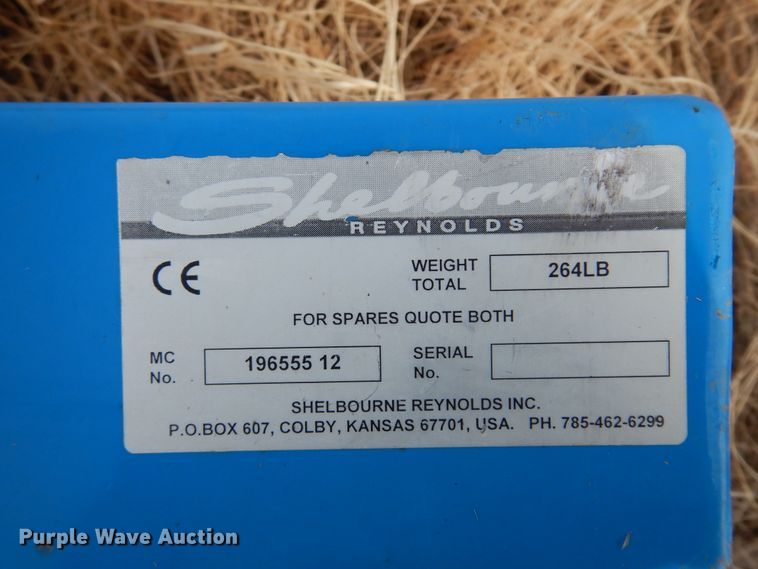 Shelbourne
REYNOLDS
CE
WEIGHT TOTAL 264LB
FOR SPARES QUOTE BOTH
MC No. 196555 12
SERIAL No.
SHELBOURNE REYNOLDS INC.
P.O.BOX 607, COLBY, KANSAS 67701, USA. PH. 785-462-6299
Purple Wave Auction